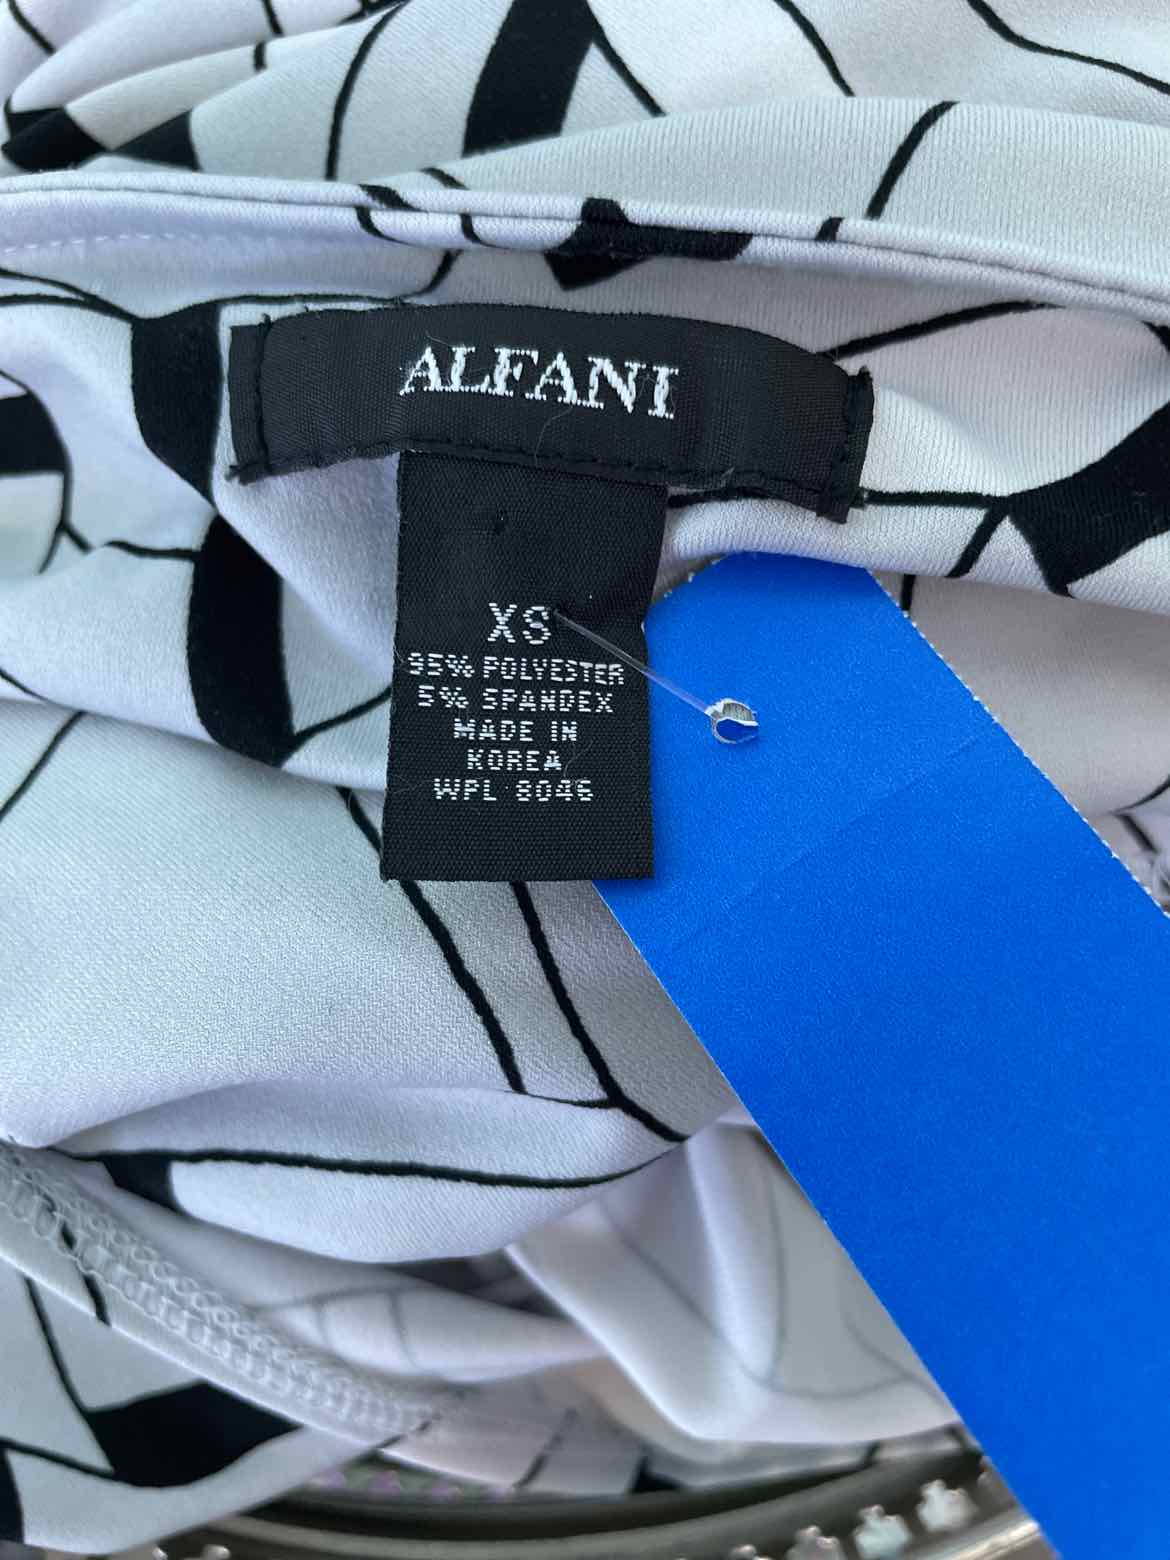 ALFANI
XS
95% POLYESTER
5% SPANDEX
MADE IN
KOREA
WPL 8046